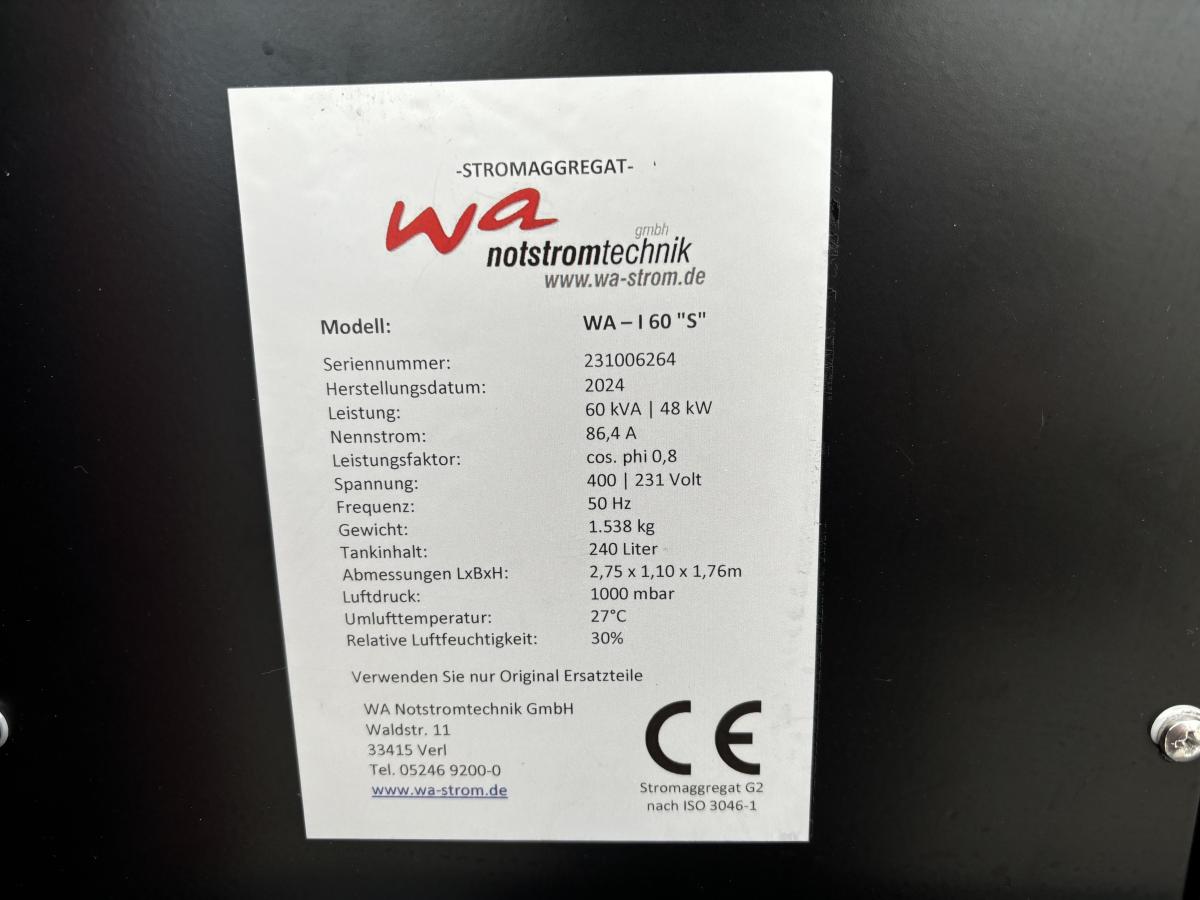 -STROMAGGREGAT-
wa
gmbh
notstromtechnik
www.wa-strom.de
Modell: WA – I 60 "S"
Seriennummer: 231006264
Herstellungsdatum: 2024
Leistung: 60 kVA | 48 kW
Nennstrom: 86,4 A
Leistungsfaktor: cos. phi 0,8
Spannung: 400 | 231 Volt
Frequenz: 50 Hz
Gewicht: 1.538 kg
Tankinhalt: 240 Liter
Abmessungen LxBxH: 2,75 x 1,10 x 1,76m
Luftdruck: 1000 mbar
Umlufttemperatur: 27°C
Relative Luftfeuchtigkeit: 30%
Verwenden Sie nur Original Ersatzteile
WA Notstromtechnik GmbH
Waldstr. 11
33415 Verl
Tel. 05246 9200-0
www.wa-strom.de
CE
Stromaggregat G2
nach ISO 3046-1